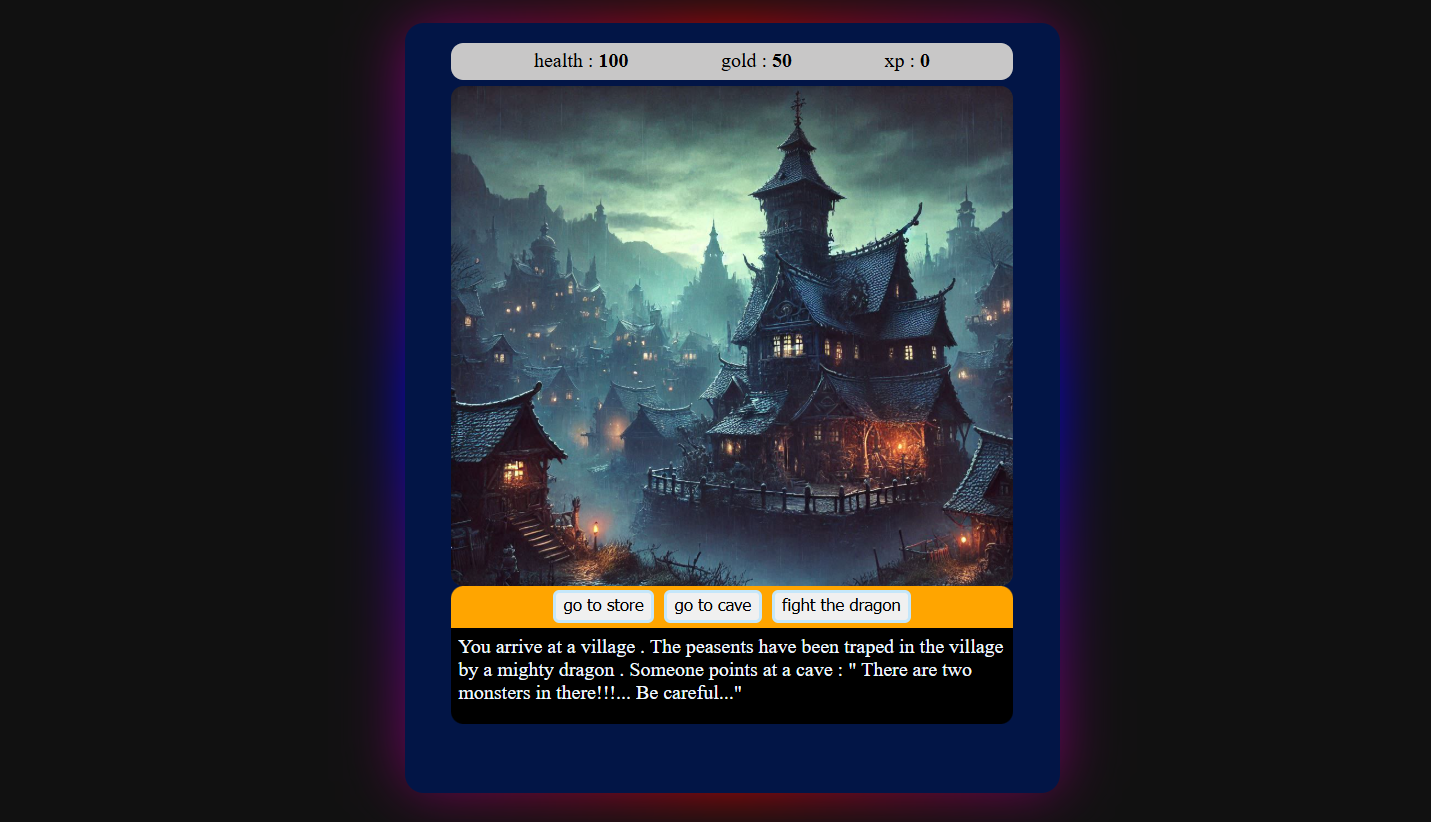 health : 100 gold : 50 xp : 0
go to store go to cave fight the dragon
You arrive at a village . The peasents have been traped in the village
by a mighty dragon . Someone points at a cave : " There are two
monsters in there!!!... Be careful..."